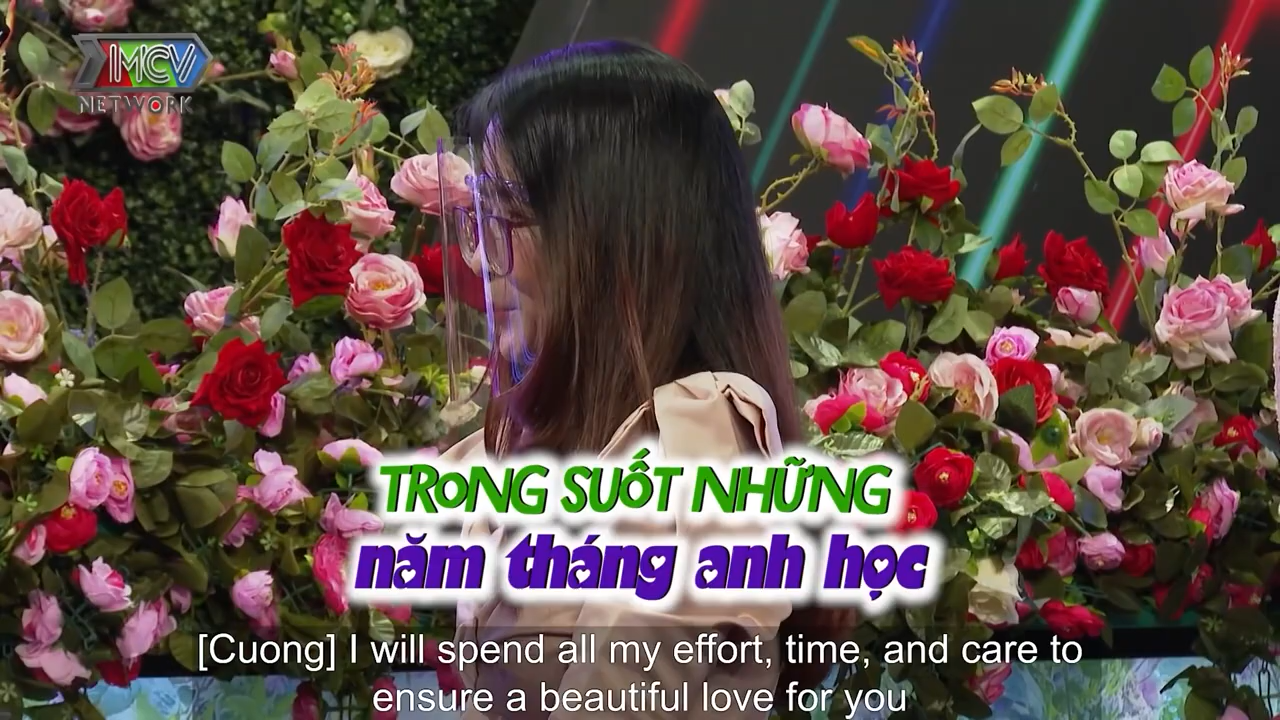 MCV
NETWORK
TRONG SUỐT NHỮNG
năm tháng anh học
[Cuong] I will spend all my effort, time, and care to
ensure a beautiful love for you